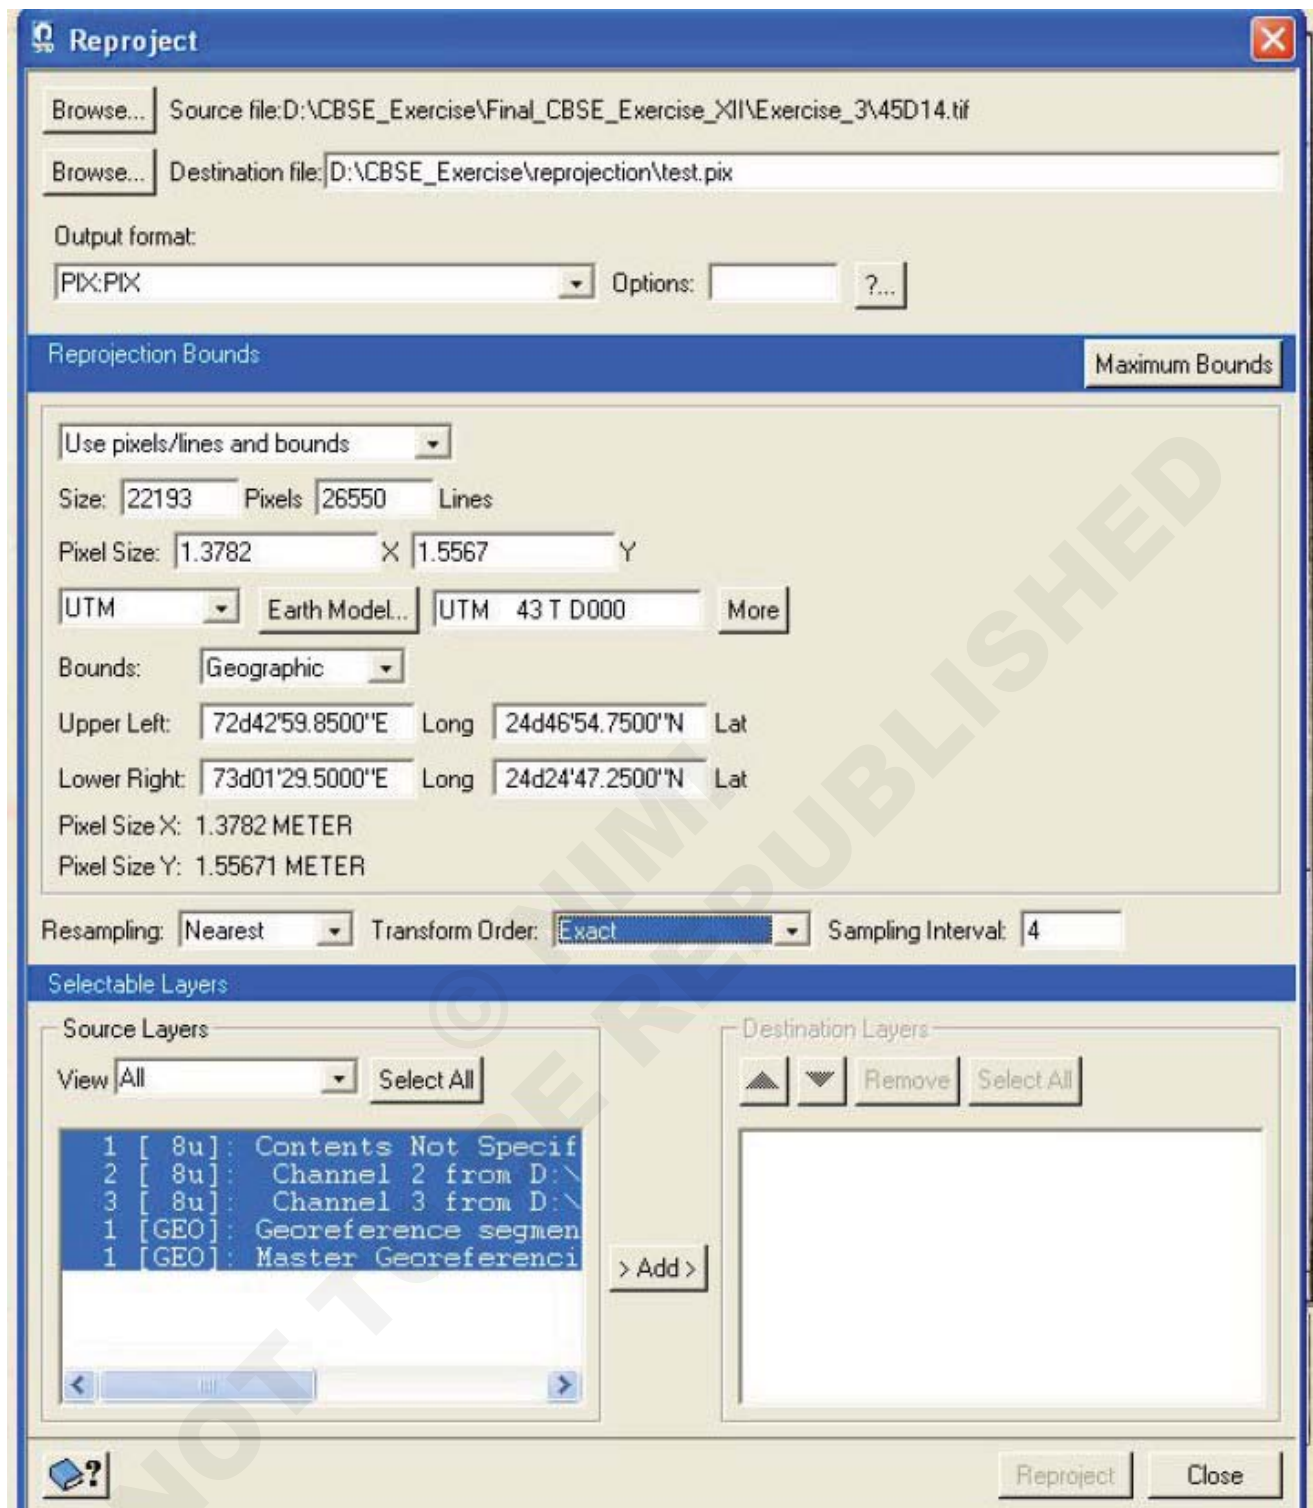 Reproject
Browse... Source file:D:\CBSE_Exercise\Final_CBSE_Exercise_XII\Exercise_3\45D14.tif
Browse... Destination file: D:\CBSE_Exercise\reprojection\test.pix
Output format:
PIX:PIX Options: ?...
Reprojection Bounds Maximum Bounds
Use pixels/lines and bounds
Size: 22193 Pixels 26550 Lines
Pixel Size: 1.3782 X 1.5567 Y
UTM Earth Model... UTM 43 T D000 More
Bounds: Geographic
Upper Left: 72d42'59.8500"E Long 24d46'54.7500"N Lat
Lower Right: 73d01'29.5000"E Long 24d24'47.2500"N Lat
Pixel Size X: 1.3782 METER
Pixel Size Y: 1.55671 METER
Resampling: Nearest Transform Order: Exact Sampling Interval: 4
Selectable Layers
Source Layers Destination Layers
View All Select All Remove Select All
1 [ 8u]: Contents Not Specif
2 [ 8u]: Channel 2 from D:\
3 [ 8u]: Channel 3 from D:\
1 [GEO]: Georeference segmen
1 [GEO]: Master Georeferenci
> Add >
? Reproject Close
© NIMI
NOT TO BE REPUBLISHED